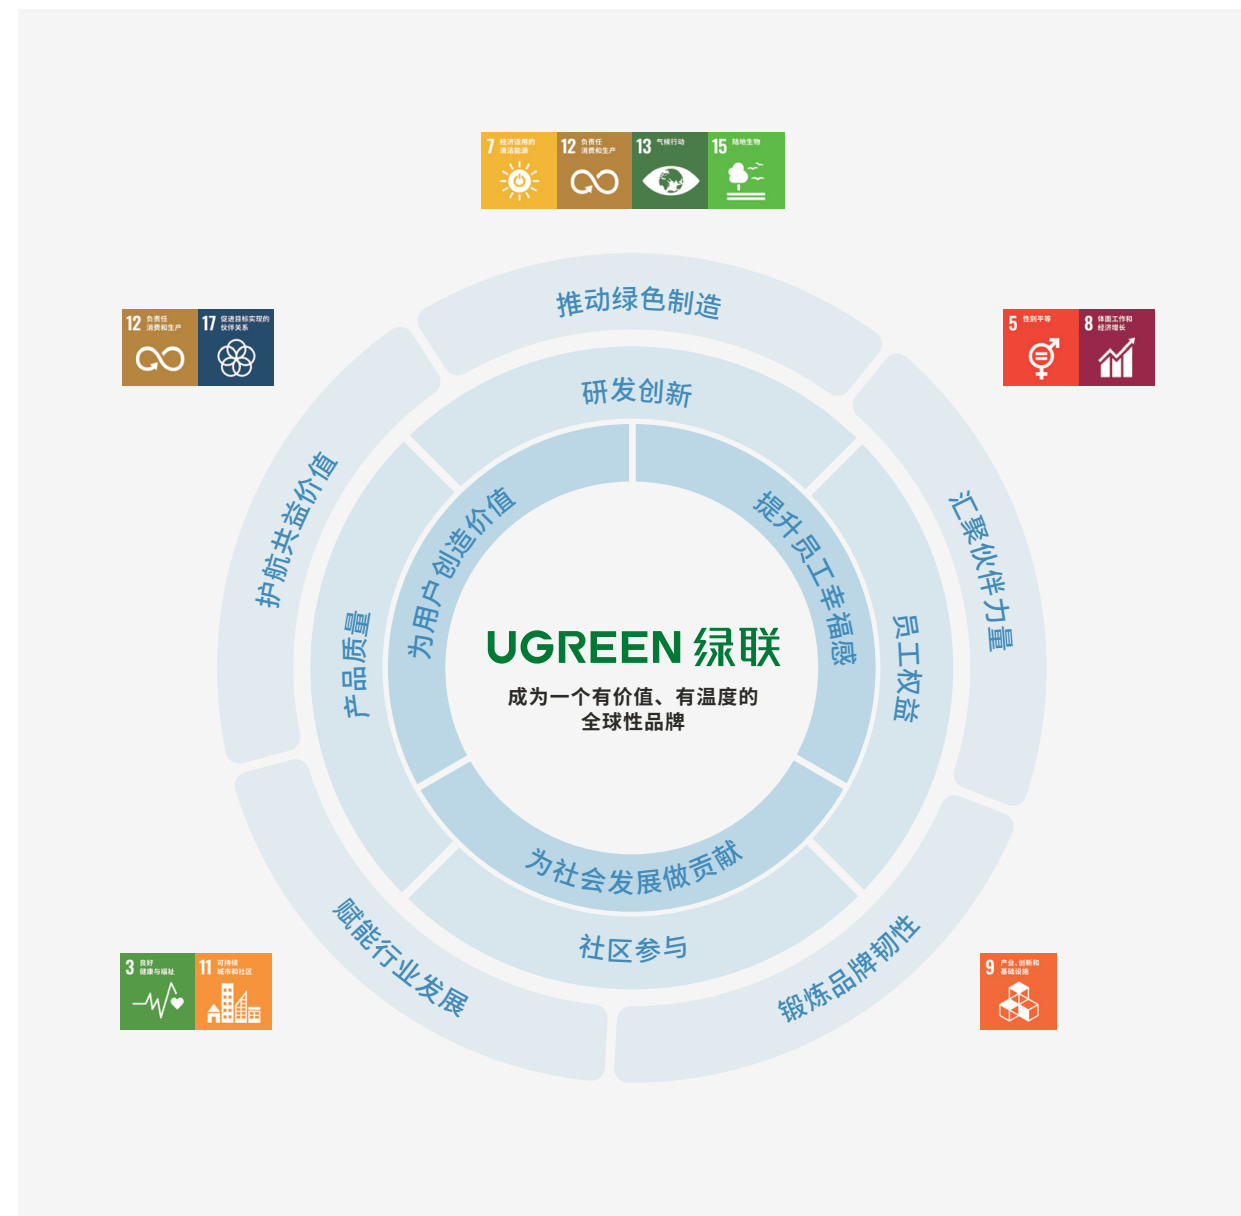 7 经济适用的
清洁能源
12 负责任
消费和生产
13 气候行动
15 陆地生物
12 负责任
消费和生产
17 促进目标实现的
伙伴关系
5 性别平等
8 体面工作和
经济增长
推动绿色制造
研发创新
护航共益价值
汇聚伙伴力量
为用户创造价值
提升员工幸福感
产品质量
员工权益
UGREEN 绿联
成为一个有价值、有温度的
全球性品牌
为社会发展做贡献
社区参与
赋能行业发展
锻炼品牌韧性
3 良好
健康与福祉
11 可持续
城市和社区
9 产业、创新和
基础设施